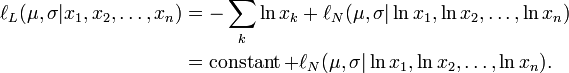 ℓ_L(μ, σ|x_1, x_2, …, x_n) = − ∑_k ln x_k + ℓ_N(μ, σ| ln x_1, ln x_2, …, ln x_n)
= constant +ℓ_N(μ, σ| ln x_1, ln x_2, …, ln x_n).